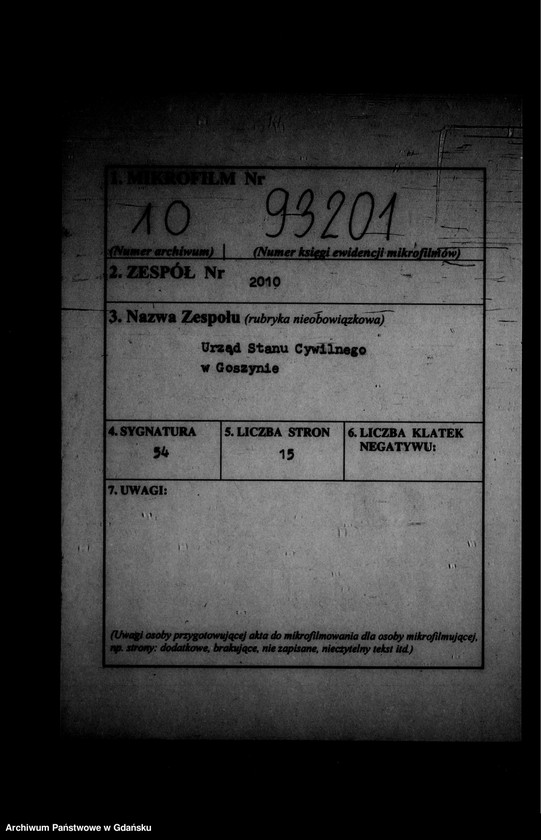 1. MIKROFILM Nr
10 93201
(Numer archiwum) (Numer księgi ewidencji mikrofilmów)
2. ZESPÓŁ Nr
2010
3. Nazwa Zespołu (rubryka nieobowiązkowa)
Urząd Stanu Cywilnego
w Goszynie
4. SYGNATURA 5. LICZBA STRON 6. LICZBA KLATEK
NEGATYWU:
54 15
7. UWAGI:
(Uwagi osoby przygotowującej akta do mikrofilmowania dla osoby mikrofilmującej,
np. strony: dodatkowe, brakujące, nie zapisane, nieczytelny tekst itd.)
Archiwum Państwowe w Gdańsku